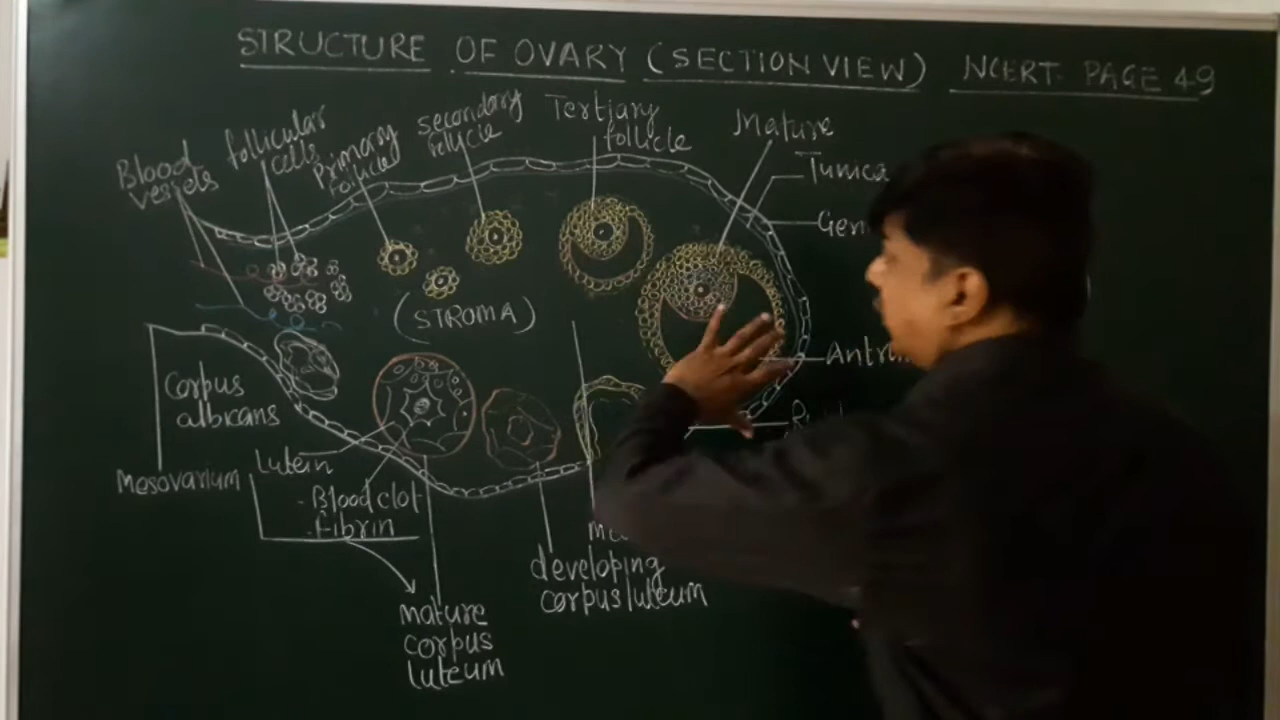 STRUCTURE OF OVARY (SECTION VIEW) NCERT PAGE 49
Blood
vessels
follicular
cells
Primary
follicle
secondary
follycle
Tertiary
follicle
Mature
Tunica
(STROMA)
Corpus
albicans
Mesovarium
Lutein
- Blood clot
- fibrin
mature
corpus
luteum
developing
corpus luteum